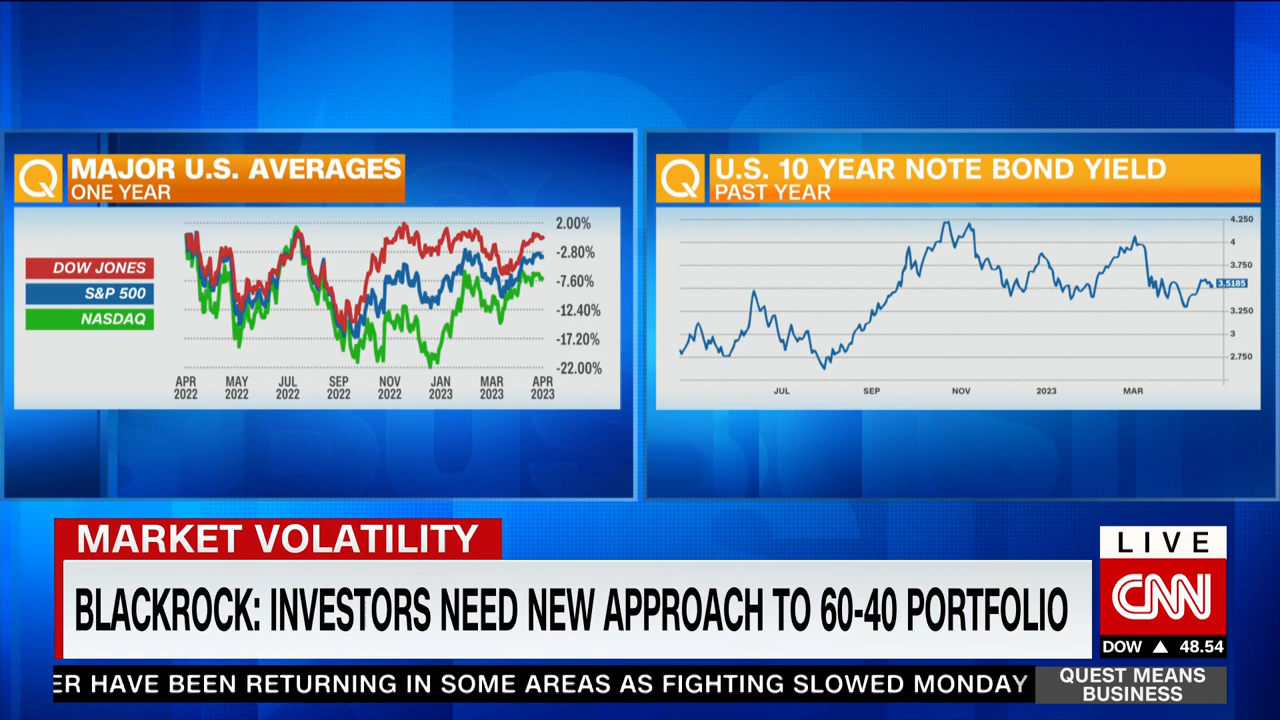 Q
MAJOR U.S. AVERAGES
ONE YEAR
DOW JONES
S&P 500
NASDAQ
2.00%
-2.80%
-7.60%
-12.40%
-17.20%
-22.00%
APR MAY JUL SEP NOV JAN MAR APR
2022 2022 2022 2022 2022 2023 2023 2023
Q
U.S. 10 YEAR NOTE BOND YIELD
PAST YEAR
4.250
4
3.750
3.5185
3.250
3
2.750
JUL SEP NOV 2023 MAR
MARKET VOLATILITY
BLACKROCK: INVESTORS NEED NEW APPROACH TO 60-40 PORTFOLIO
LIVE
CNN
DOW ▲ 48.54
ER HAVE BEEN RETURNING IN SOME AREAS AS FIGHTING SLOWED MONDAY
QUEST MEANS
BUSINESS